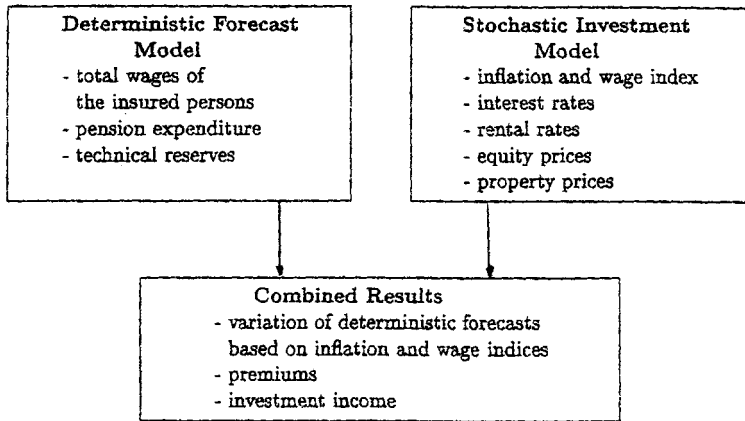 Deterministic Forecast
Model
- total wages of
the insured persons
- pension expenditure
- technical reserves
Stochastic Investment
Model
- inflation and wage index
- interest rates
- rental rates
- equity prices
- property prices
Combined Results
- variation of deterministic forecasts
based on inflation and wage indices
- premiums
- investment income